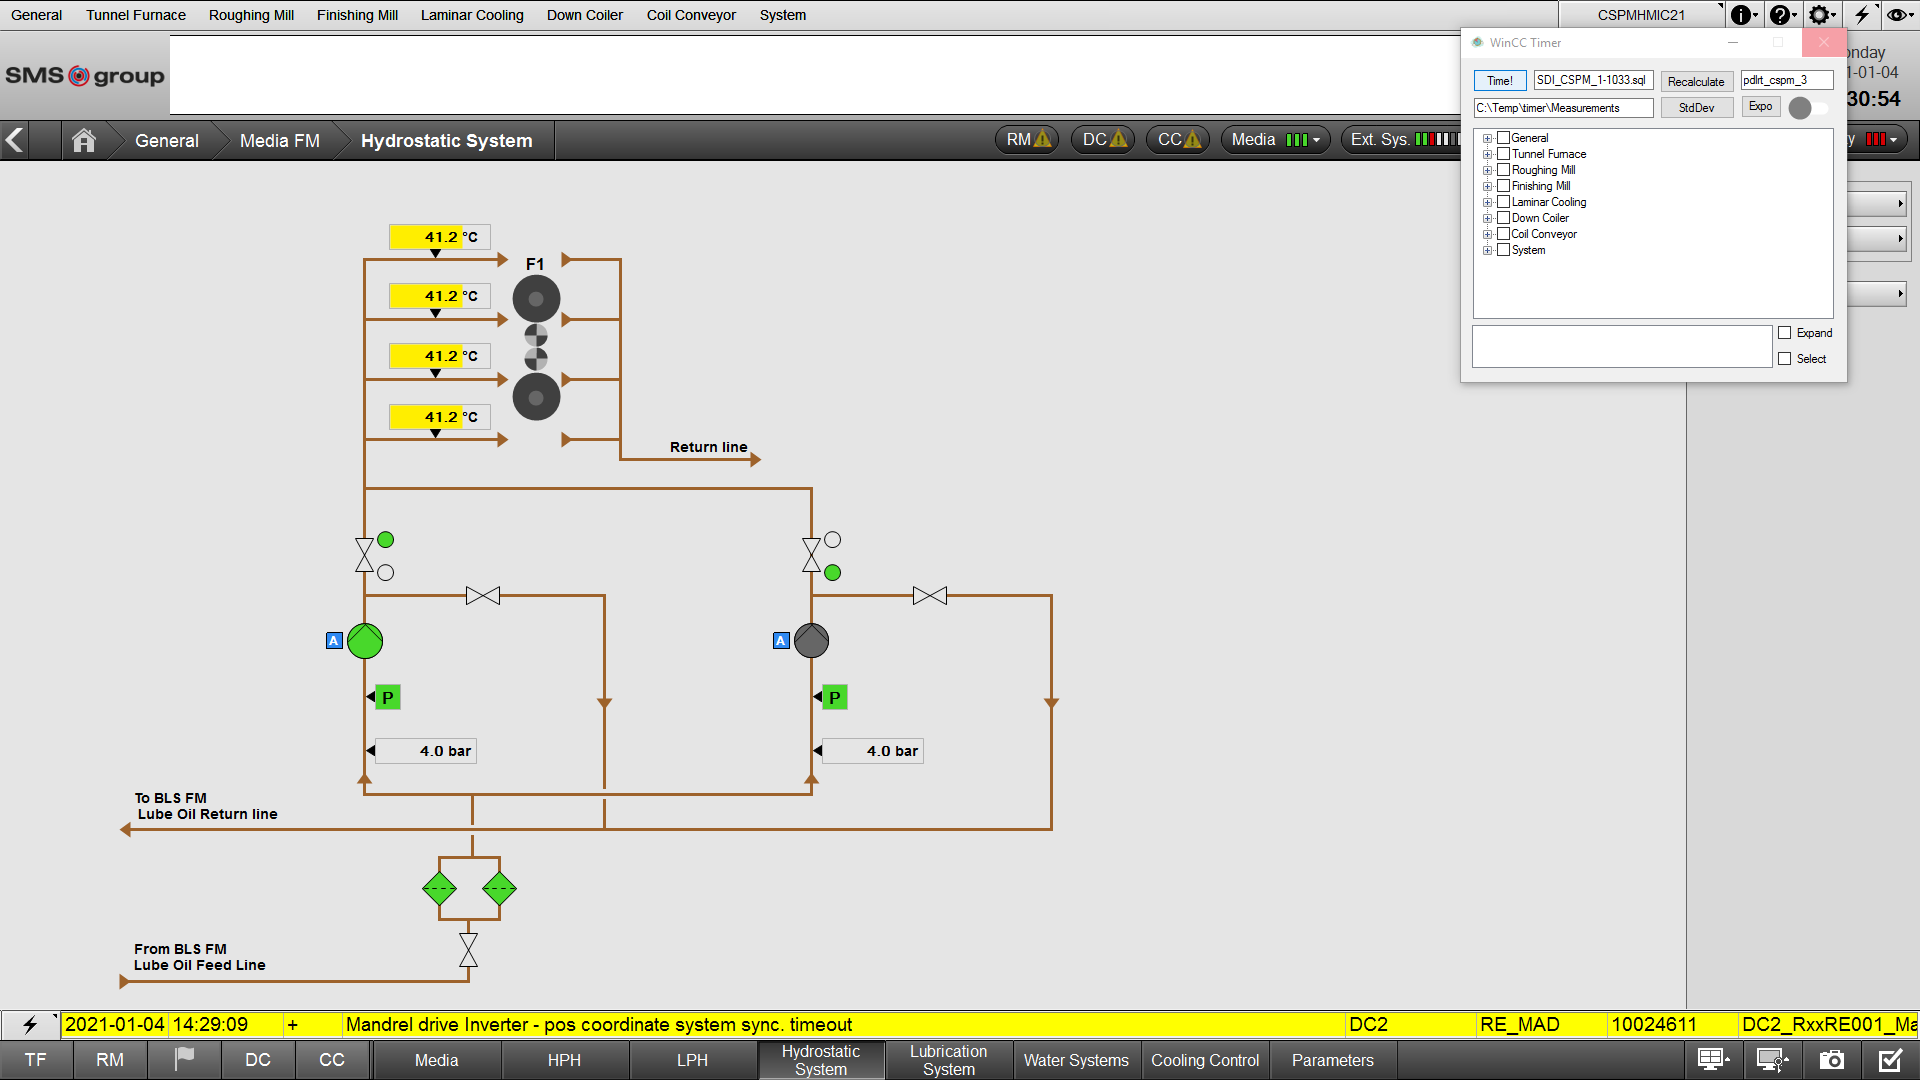 General Tunnel Furnace Roughing Mill Finishing Mill Laminar Cooling Down Coiler Coil Conveyor System CSPMHMIC21
SMS group
WinCC Timer
Time! SDI_CSPM_1-1033.sql Recalculate pdlrt_cspm_3
C:\Temp\timer\Measurements StdDev Expo
General
Tunnel Furnace
Roughing Mill
Finishing Mill
Laminar Cooling
Down Coiler
Coil Conveyor
System
Expand
Select
nday
1-01-04
30:54
General Media FM Hydrostatic System RM DC CC Media Ext. Sys. y
41.2 °C
F1
41.2 °C
41.2 °C
41.2 °C
Return line
A A
P P
4.0 bar 4.0 bar
To BLS FM
Lube Oil Return line
From BLS FM
Lube Oil Feed Line
2021-01-04 14:29:09 + Mandrel drive Inverter - pos coordinate system sync. timeout DC2 RE_MAD 10024611 DC2_RxxRE001_Ma
TF RM DC CC Media HPH LPH Hydrostatic System Lubrication System Water Systems Cooling Control Parameters